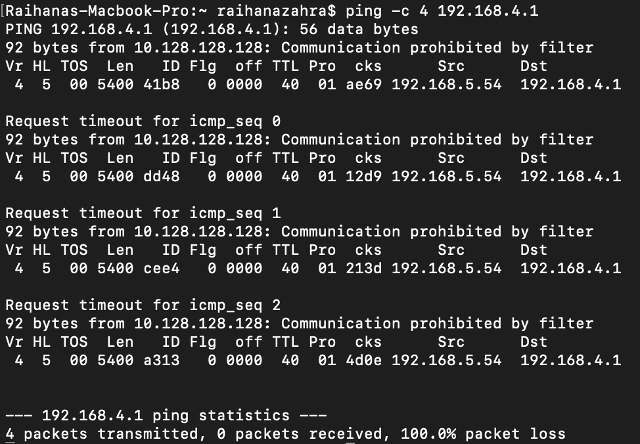 [Raihanas-Macbook-Pro:~ raihanazahra$ ping -c 4 192.168.4.1
PING 192.168.4.1 (192.168.4.1): 56 data bytes
92 bytes from 10.128.128.128: Communication prohibited by filter
Vr HL TOS  Len   ID Flg  off TTL Pro  cks      Src      Dst
 4  5  00 5400 41b8   0 0000  40  01 ae69 192.168.5.54  192.168.4.1

Request timeout for icmp_seq 0
92 bytes from 10.128.128.128: Communication prohibited by filter
Vr HL TOS  Len   ID Flg  off TTL Pro  cks      Src      Dst
 4  5  00 5400 dd48   0 0000  40  01 12d9 192.168.5.54  192.168.4.1

Request timeout for icmp_seq 1
92 bytes from 10.128.128.128: Communication prohibited by filter
Vr HL TOS  Len   ID Flg  off TTL Pro  cks      Src      Dst
 4  5  00 5400 cee4   0 0000  40  01 213d 192.168.5.54  192.168.4.1

Request timeout for icmp_seq 2
92 bytes from 10.128.128.128: Communication prohibited by filter
Vr HL TOS  Len   ID Flg  off TTL Pro  cks      Src      Dst
 4  5  00 5400 a313   0 0000  40  01 4d0e 192.168.5.54  192.168.4.1


--- 192.168.4.1 ping statistics ---
4 packets transmitted, 0 packets received, 100.0% packet loss